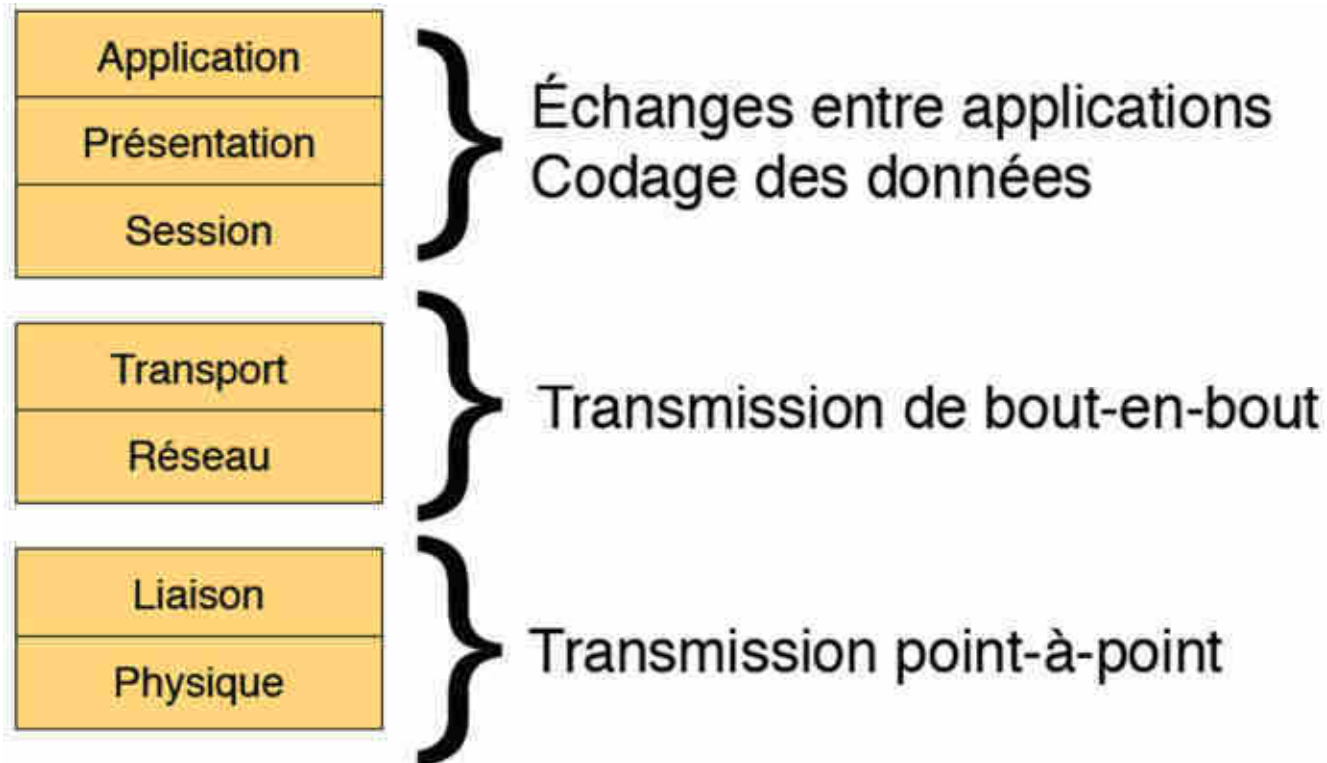 Application
Présentation
Session
Échanges entre applications
Codage des données
Transport
Réseau
Transmission de bout-en-bout
Liaison
Physique
Transmission point-à-point